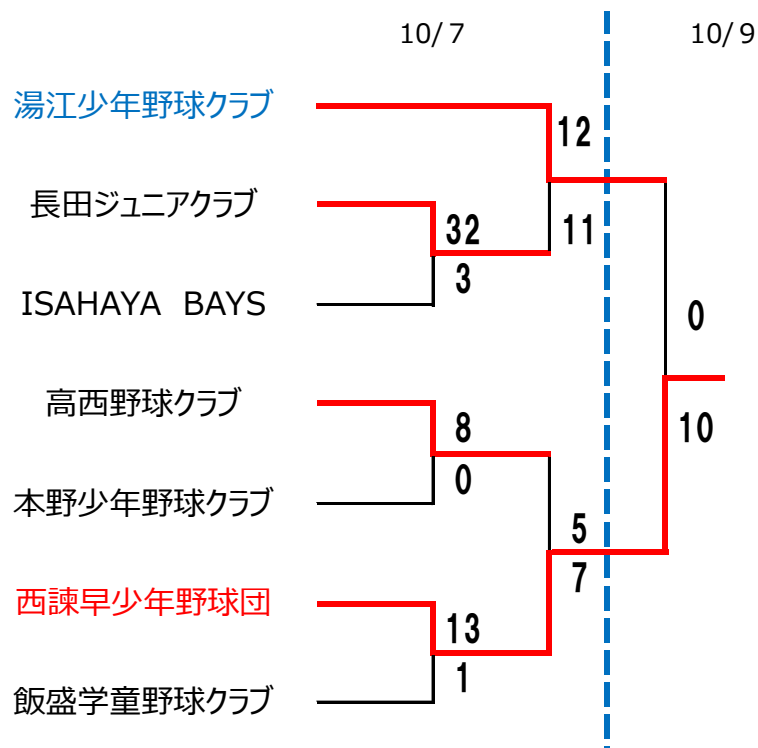 10/7
10/9
湯江少年野球クラブ
12
長田ジュニアクラブ
32
11
3
ISAHAYA BAYS
0
高西野球クラブ
8
10
0
本野少年野球クラブ
5
7
西諫早少年野球団
13
1
飯盛学童野球クラブ